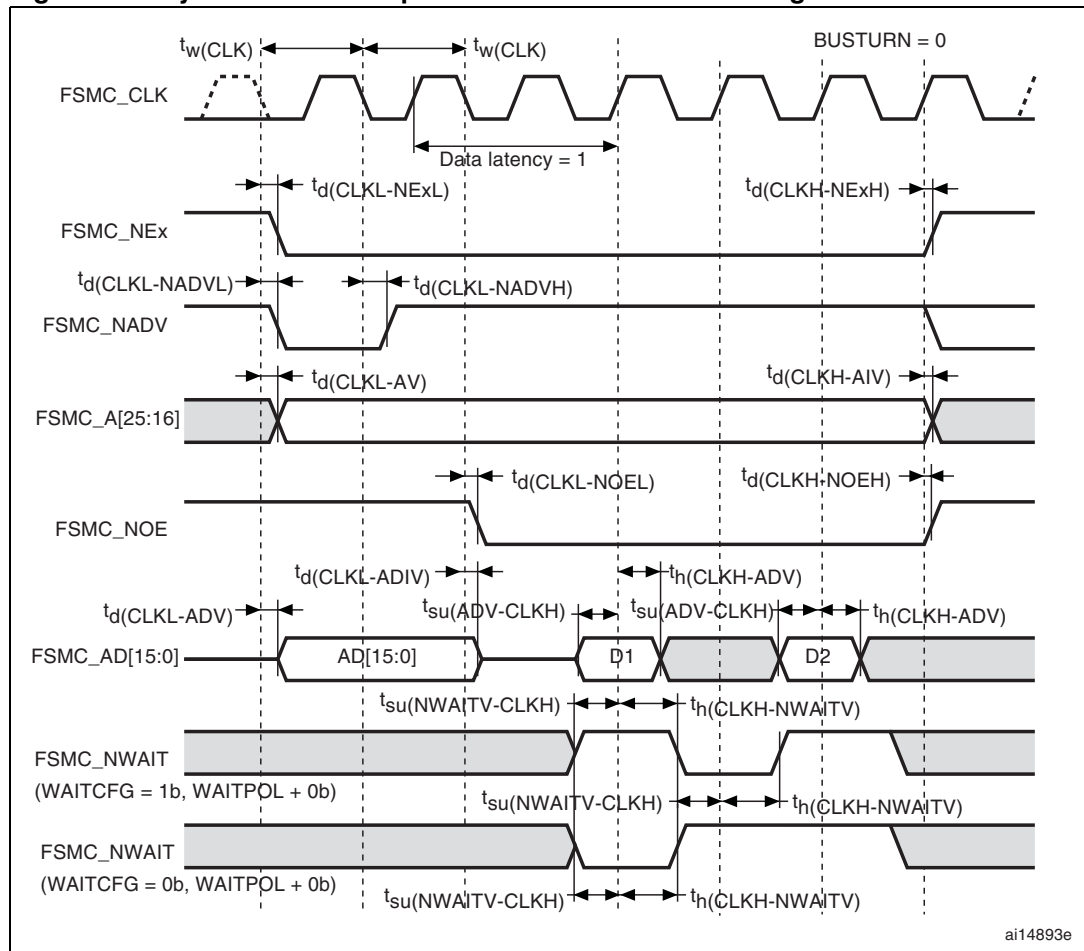 tw(CLK) tw(CLK) BUSTURN = 0
FSMC_CLK
Data latency = 1
td(CLKL-NExL) td(CLKH-NExH)
FSMC_NEx
td(CLKL-NADVL) td(CLKL-NADVH)
FSMC_NADV
td(CLKL-AV) td(CLKH-AIV)
FSMC_A[25:16]
td(CLKL-NOEL) td(CLKH-NOEH)
FSMC_NOE
td(CLKL-ADIV) th(CLKH-ADV)
td(CLKL-ADV) tsu(ADV-CLKH) tsu(ADV-CLKH) th(CLKH-ADV)
FSMC_AD[15:0] AD[15:0] D1 D2
tsu(NWAITV-CLKH) th(CLKH-NWAITV)
FSMC_NWAIT
(WAITCFG = 1b, WAITPOL + 0b)
tsu(NWAITV-CLKH) th(CLKH-NWAITV)
FSMC_NWAIT
(WAITCFG = 0b, WAITPOL + 0b)
tsu(NWAITV-CLKH) th(CLKH-NWAITV)
ai14893e